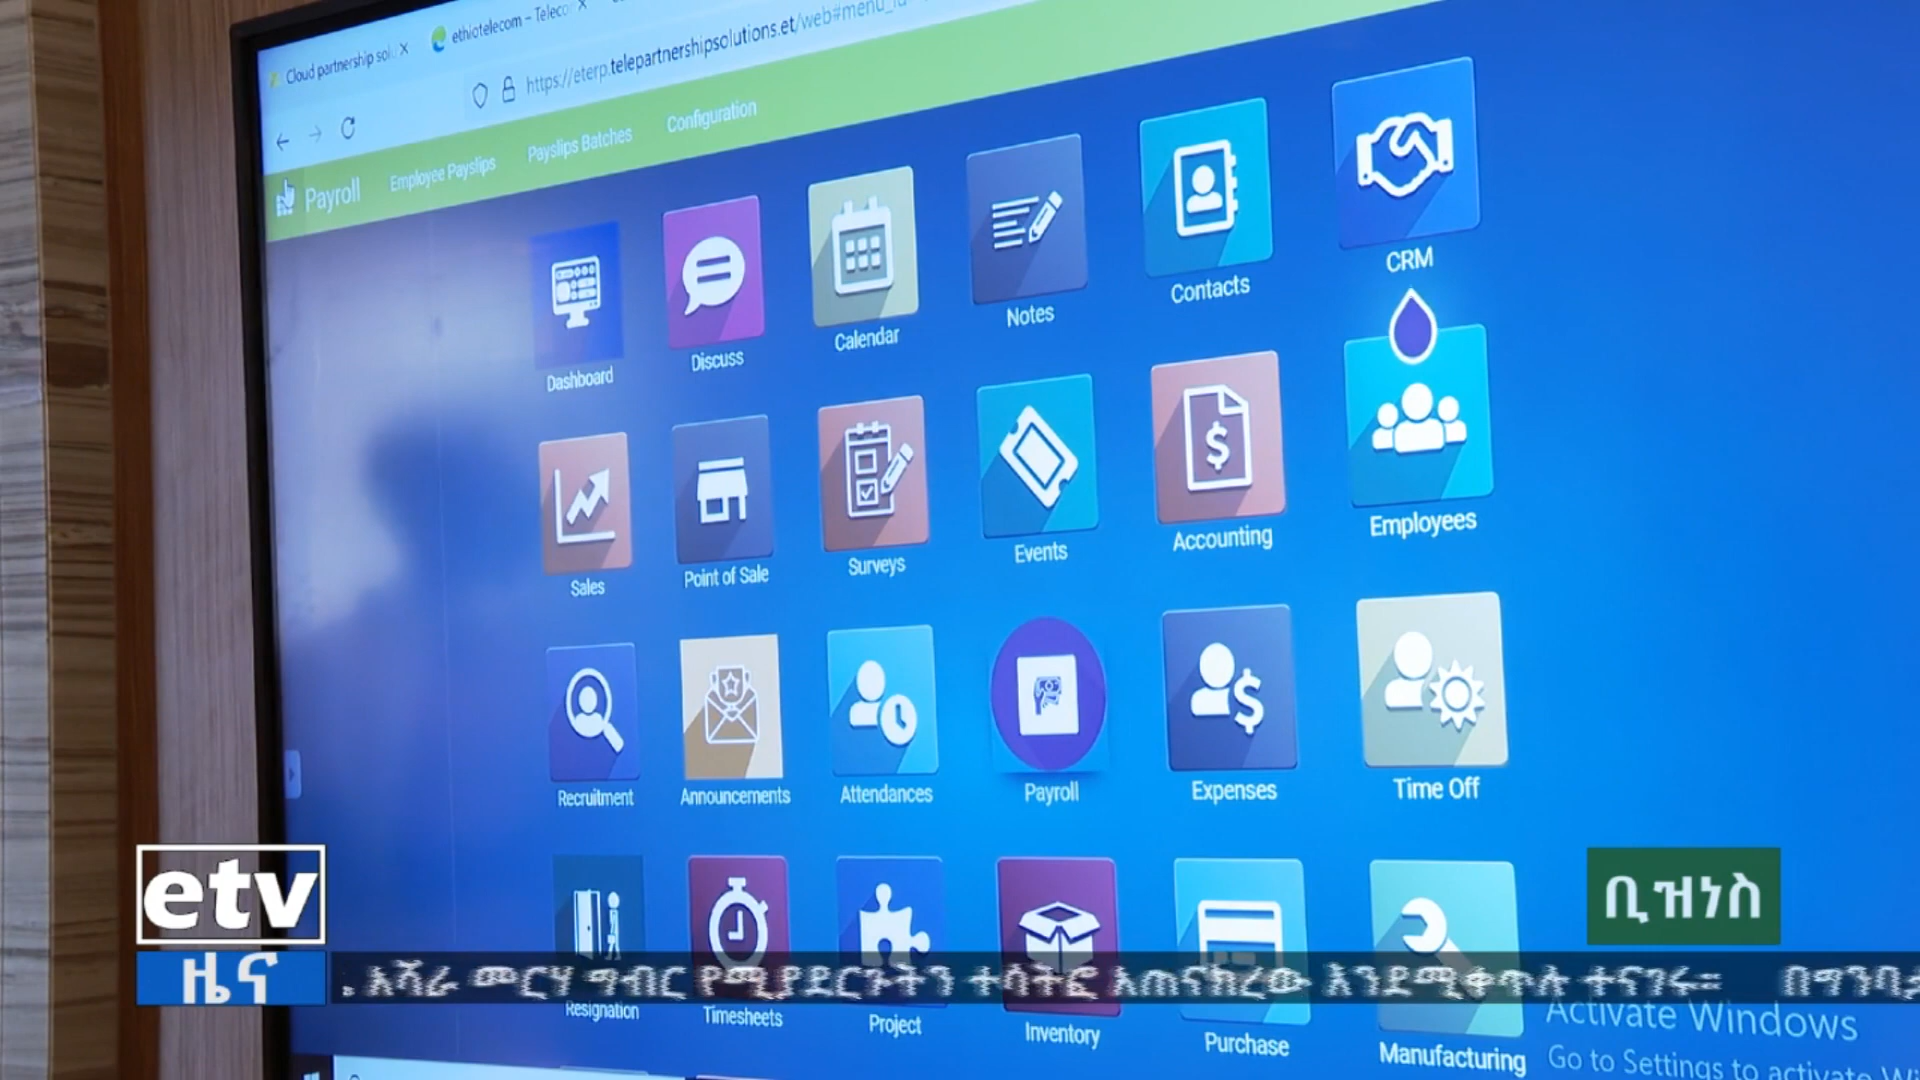 Cloud partnership solu
ethiotelecom – Teleco
https://eterp.telepartnershipsolutions.et/web#menu_id
Payroll
Employee Payslips
Payslips Batches
Configuration
Dashboard
Discuss
Calendar
Notes
Contacts
CRM
Sales
Point of Sale
Surveys
Events
Accounting
Employees
Recruitment
Announcements
Attendances
Payroll
Expenses
Time Off
Resignation
Timesheets
Project
Inventory
Purchase
Manufacturing
Activate Windows
Go to Settings to activate Wi
etv
ዜና
ቢዝነስ
አሻራ መርሃ ግብር የሚያደርጉትን ተሳትፎ አጠናክረው እንደሚቀጥሉ ተናገሩ።